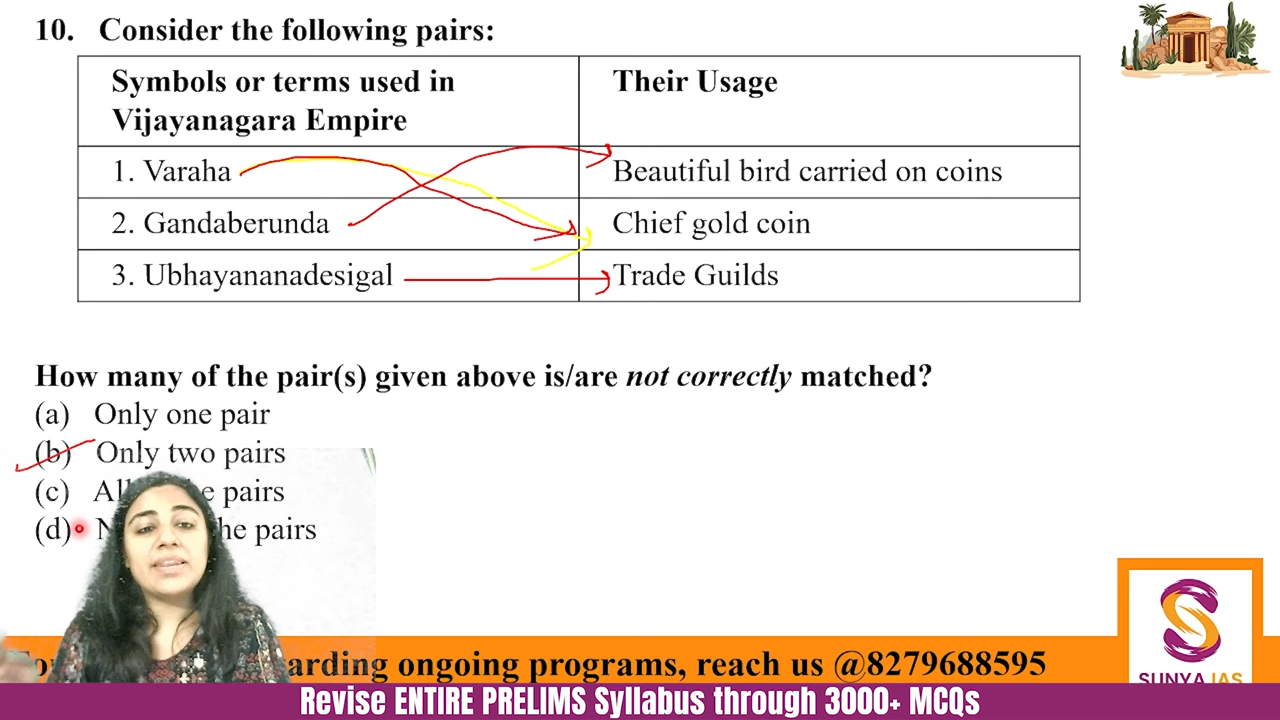 10. Consider the following pairs:
Symbols or terms used in
Vijayanagara Empire
Their Usage
1. Varaha
Beautiful bird carried on coins
2. Gandaberunda
Chief gold coin
3. Ubhayananadesigal
Trade Guilds
How many of the pair(s) given above is/are not correctly matched?
(a) Only one pair
(b) Only two pairs
(c) pairs
(d) pairs
SUNYA IAS
arding ongoing programs, reach us @8279688595
Revise ENTIRE PRELIMS Syllabus through 3000+ MCQs